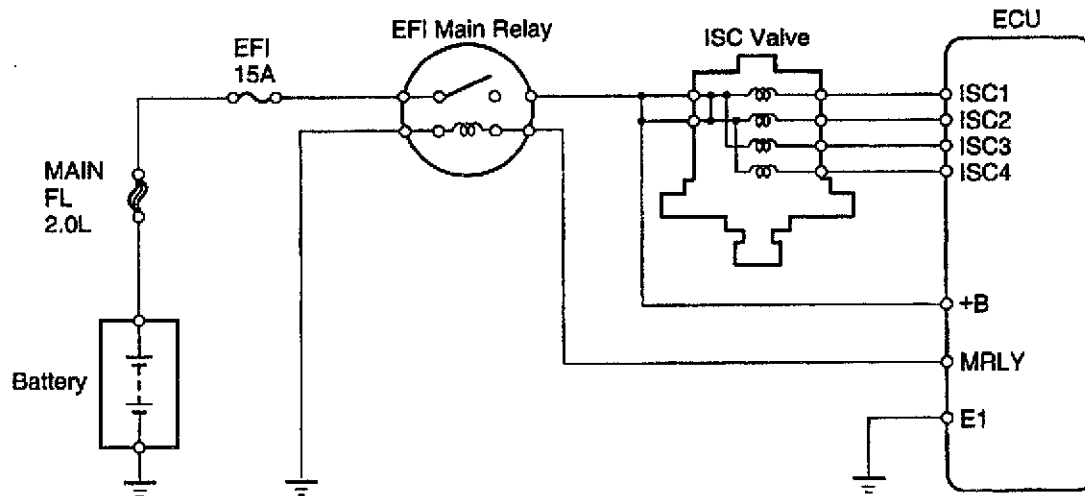 ECU
EFI Main Relay
ISC Valve
EFI
15A
ISC1
ISC2
ISC3
ISC4
MAIN
FL
2.0L
+B
Battery
MRLY
E1